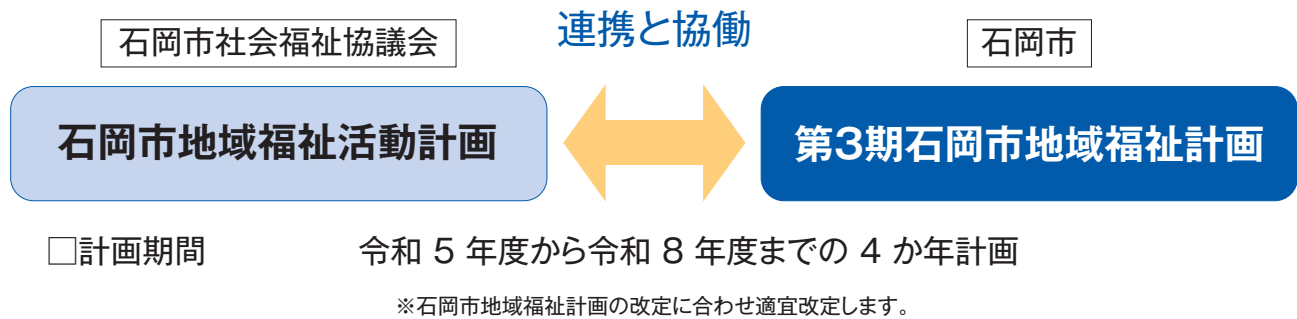 連携と協働
石岡市社会福祉協議会
石岡市
石岡市地域福祉活動計画
第3期石岡市地域福祉計画
□計画期間 令和 5 年度から令和 8 年度までの 4 か年計画
※石岡市地域福祉計画の改定に合わせ適宜改定します。